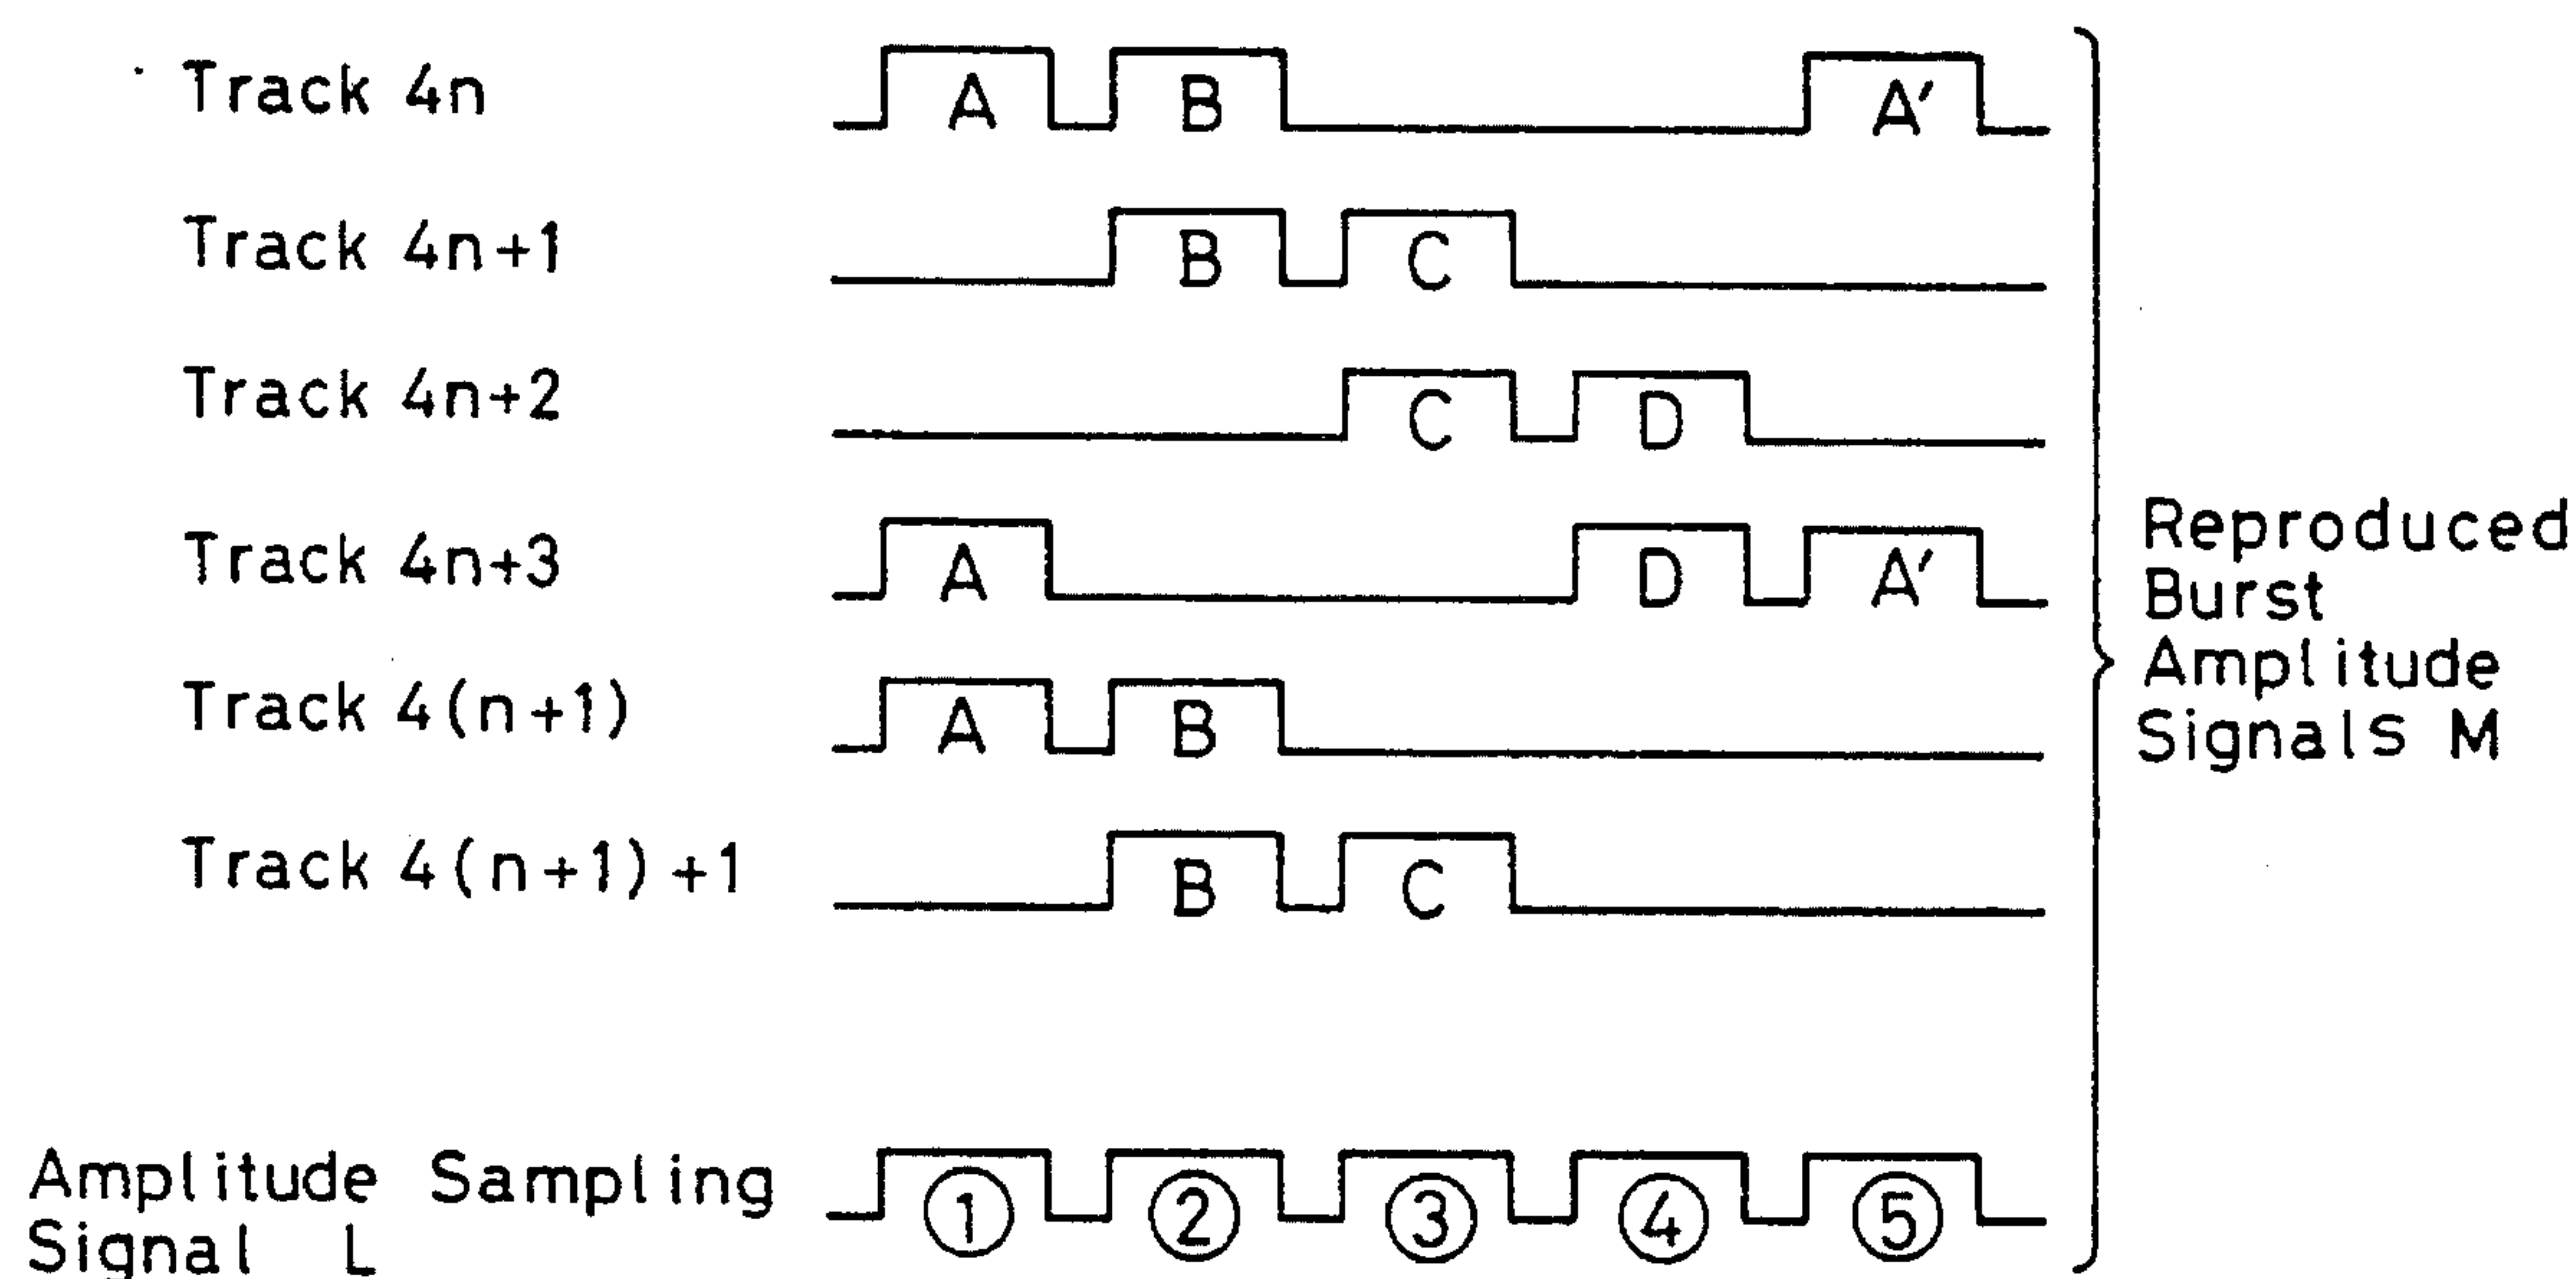 Track 4n
A B A′
Track 4n+1
B C
Track 4n+2
C D
Track 4n+3
A D A′
Track 4(n+1)
A B
Track 4(n+1)+1
B C
Reproduced
Burst
Amplitude
Signals M
Amplitude Sampling
Signal L
① ② ③ ④ ⑤